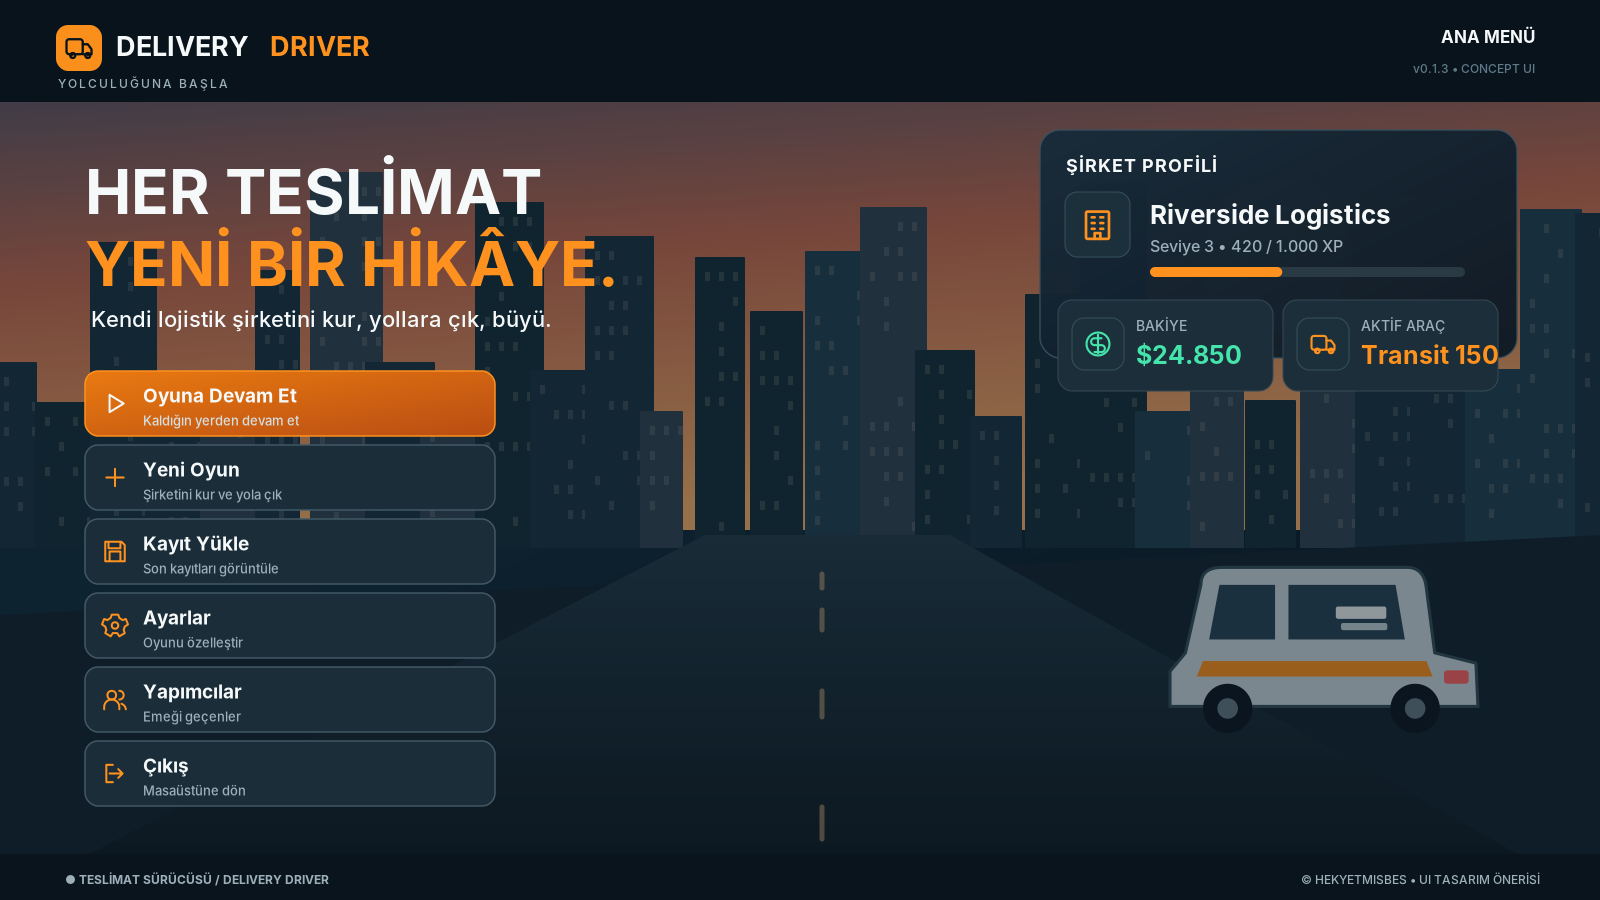 DELIVERY DRIVER
YOLCULUĞUNA BAŞLA
ANA MENÜ
v0.1.3 • CONCEPT UI
HER TESLİMAT
YENİ BİR HİKÂYE.
Kendi lojistik şirketini kur, yollara çık, büyü.
Oyuna Devam Et
Kaldığın yerden devam et
Yeni Oyun
Şirketini kur ve yola çık
Kayıt Yükle
Son kayıtları görüntüle
Ayarlar
Oyunu özelleştir
Yapımcılar
Emeği geçenler
Çıkış
Masaüstüne dön
ŞİRKET PROFİLİ
Riverside Logistics
Seviye 3 • 420 / 1.000 XP
BAKİYE
$24.850
AKTİF ARAÇ
Transit 150
● TESLİMAT SÜRÜCÜSÜ / DELIVERY DRIVER
© HEKYETMISBES • UI TASARIM ÖNERİSİ